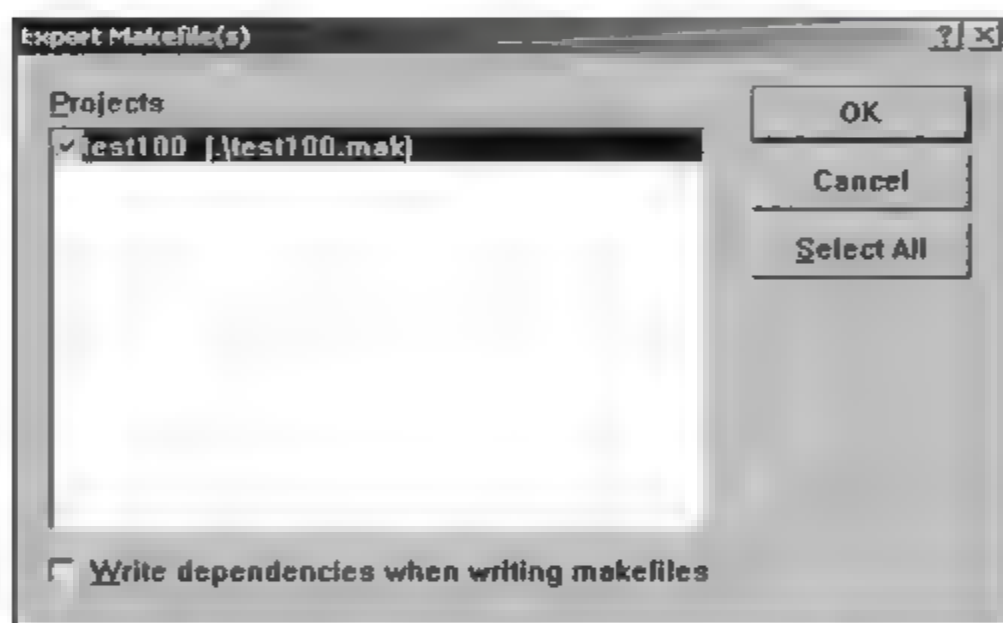 Export Makefile(s)
Projects
test100 (.\test100.mak)
OK
Cancel
Select All
Write dependencies when writing makefiles